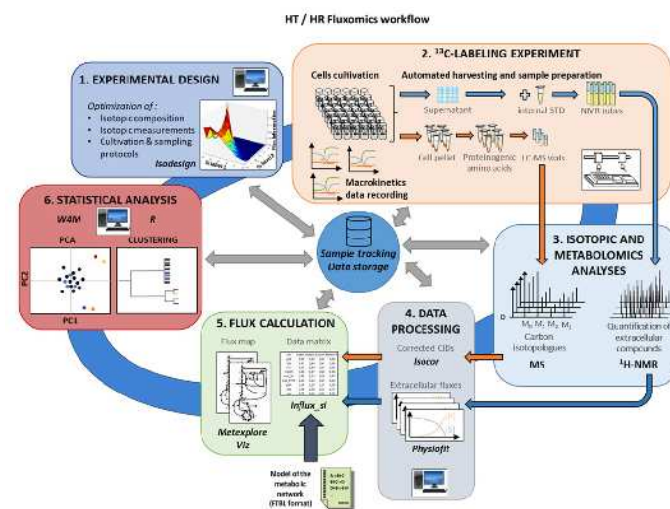 HT / HR Fluxomics workflow
1. EXPERIMENTAL DESIGN
Optimization of :
• Isotopic composition
• Isotopic measurements
• Cultivation & sampling
protocols
Isodesign
2. ¹³C-LABELING EXPERIMENT
Cells cultivation
Automated harvesting and sample preparation
Supernatant
internal STD
NMR tubes
Cell pellet
Proteinogenic
amino acids
LC-MS vials
Macrokinetics
data recording
6. STATISTICAL ANALYSIS
W4M
R
PCA
CLUSTERING
PC2
PC1
Sample tracking
Data storage
3. ISOTOPIC AND
METABOLOMICS
ANALYSES
Carbon
isotopologues
MS
Quantification of
extracellular
compounds
¹H-NMR
5. FLUX CALCULATION
Flux map
Data matrix
Influx_si
Metexplore
Viz
4. DATA
PROCESSING
Corrected CIDs
Isocor
Extracellular fluxes
Physiofit
Model of the
metabolic
network
(FTBL format)